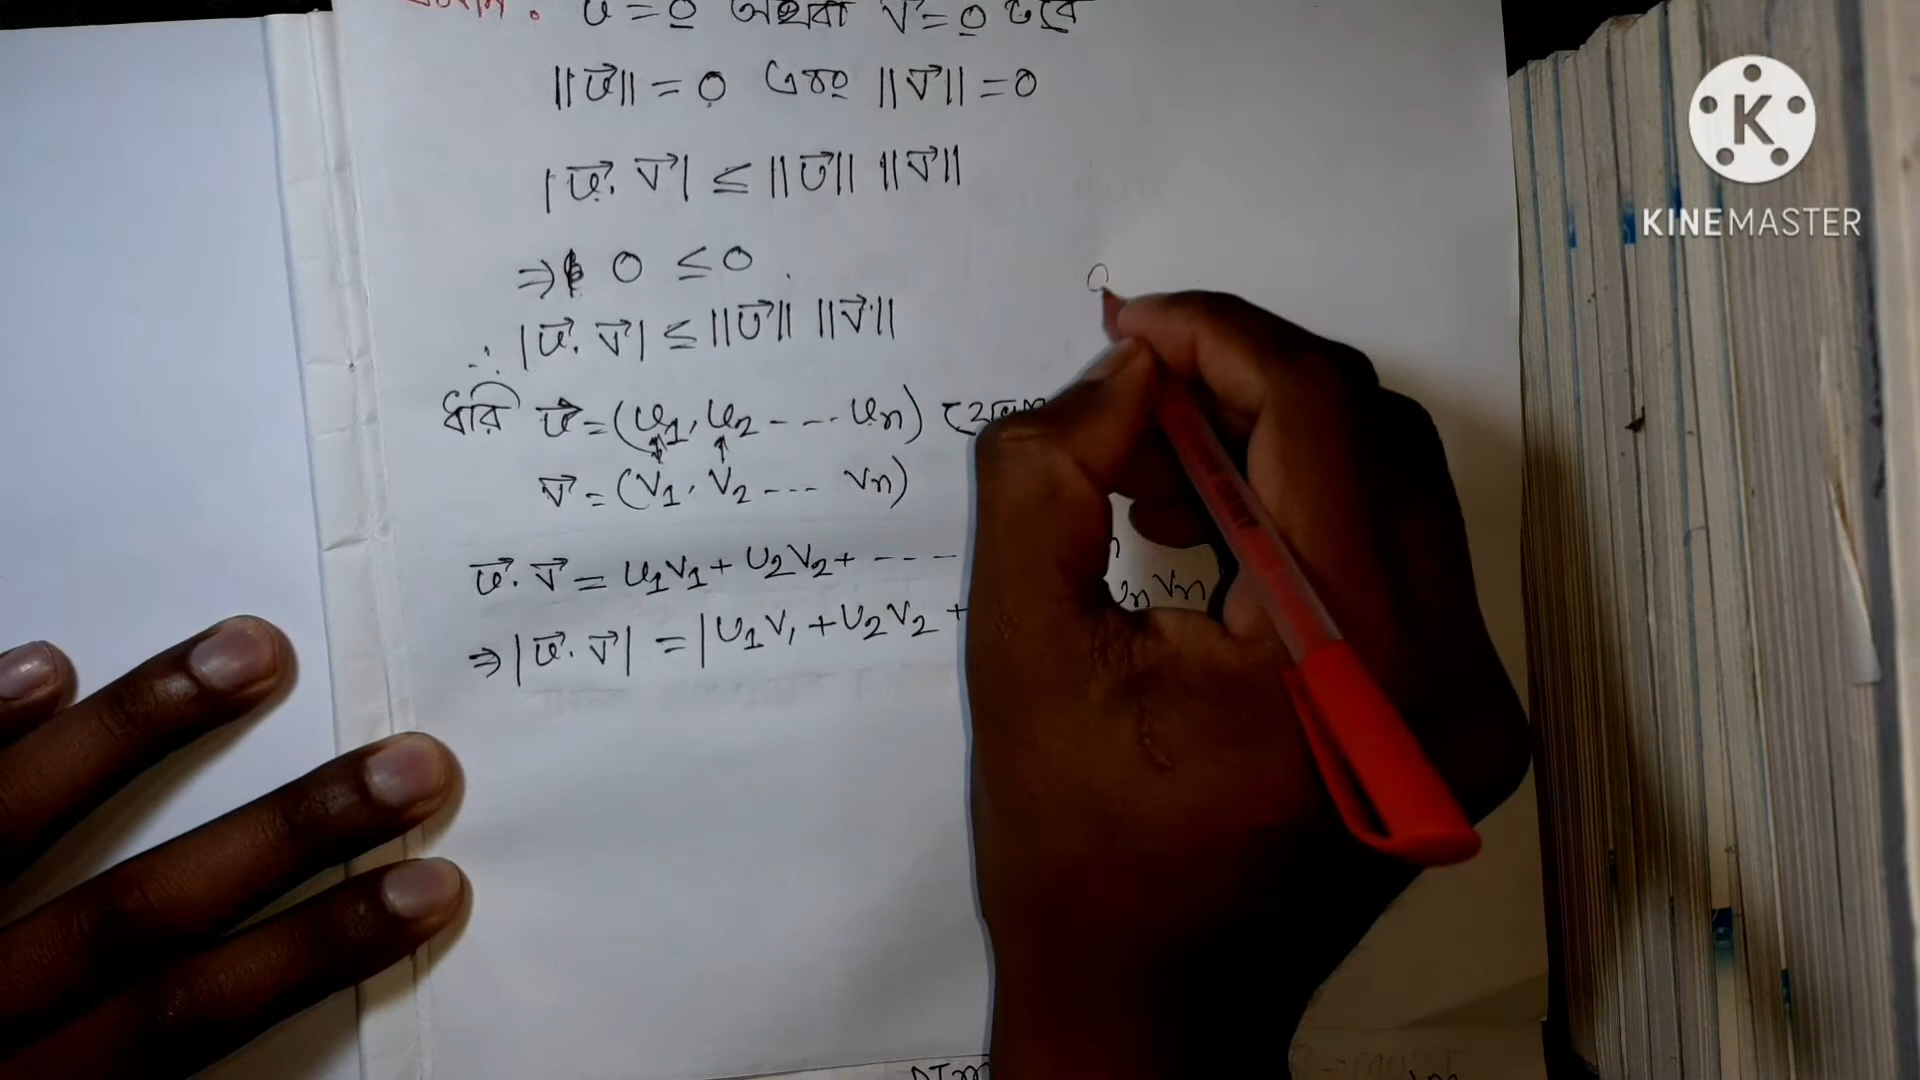 u = 0 অথবা v = 0 তবে
||u⃗|| = 0 এবং ||v⃗|| = 0
|u⃗. v⃗| ≤ ||u⃗|| ||v⃗||
⇒ 0 ≤ 0
∴ |u⃗. v⃗| ≤ ||u⃗|| ||v⃗||
ধরি u⃗ = (u₁, u₂ ---- uₙ)
v⃗ = (v₁, v₂ --- vₙ)
u⃗. v⃗ = u₁v₁ + u₂v₂ + ---
⇒ |u⃗. v⃗| = |u₁v₁ + u₂v₂ + uₙvₙ
K
KINEMASTER